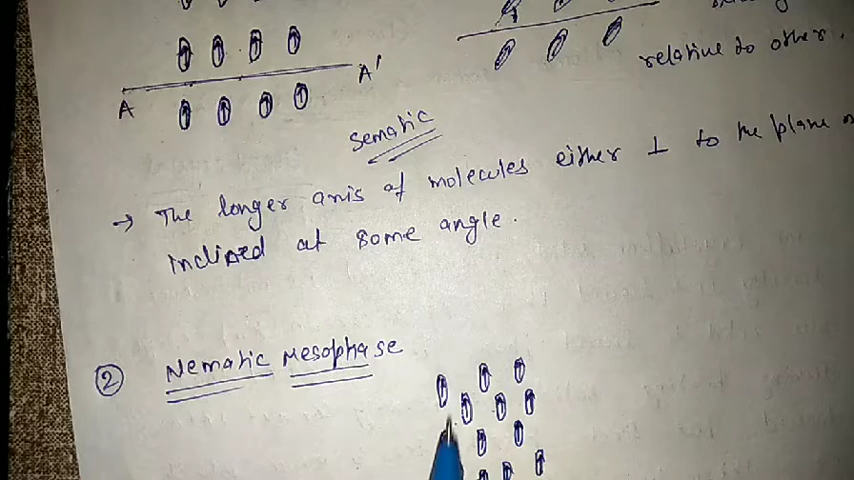 relative to other.
A A'
Sematic
→ The longer axis of molecules either ⊥ to the plane
inclined at some angle.
② Nematic Mesophase